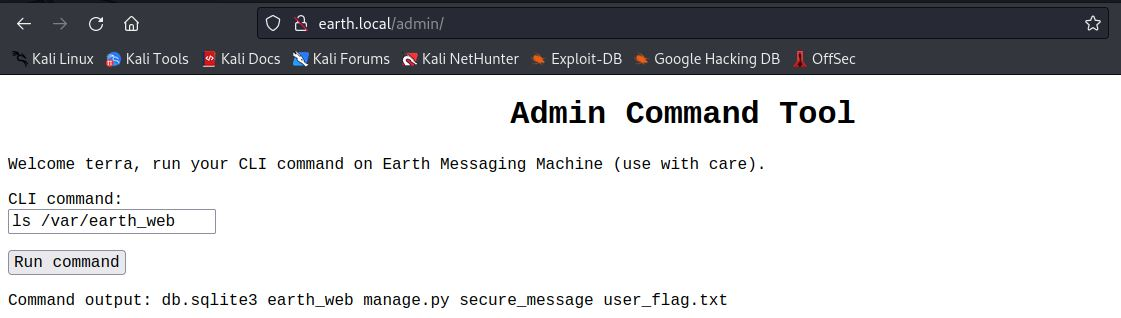 earth.local/admin/
Kali Linux Kali Tools Kali Docs Kali Forums Kali NetHunter Exploit-DB Google Hacking DB OffSec
Admin Command Tool
Welcome terra, run your CLI command on Earth Messaging Machine (use with care).
CLI command:
ls /var/earth_web
Run command
Command output: db.sqlite3 earth_web manage.py secure_message user_flag.txt